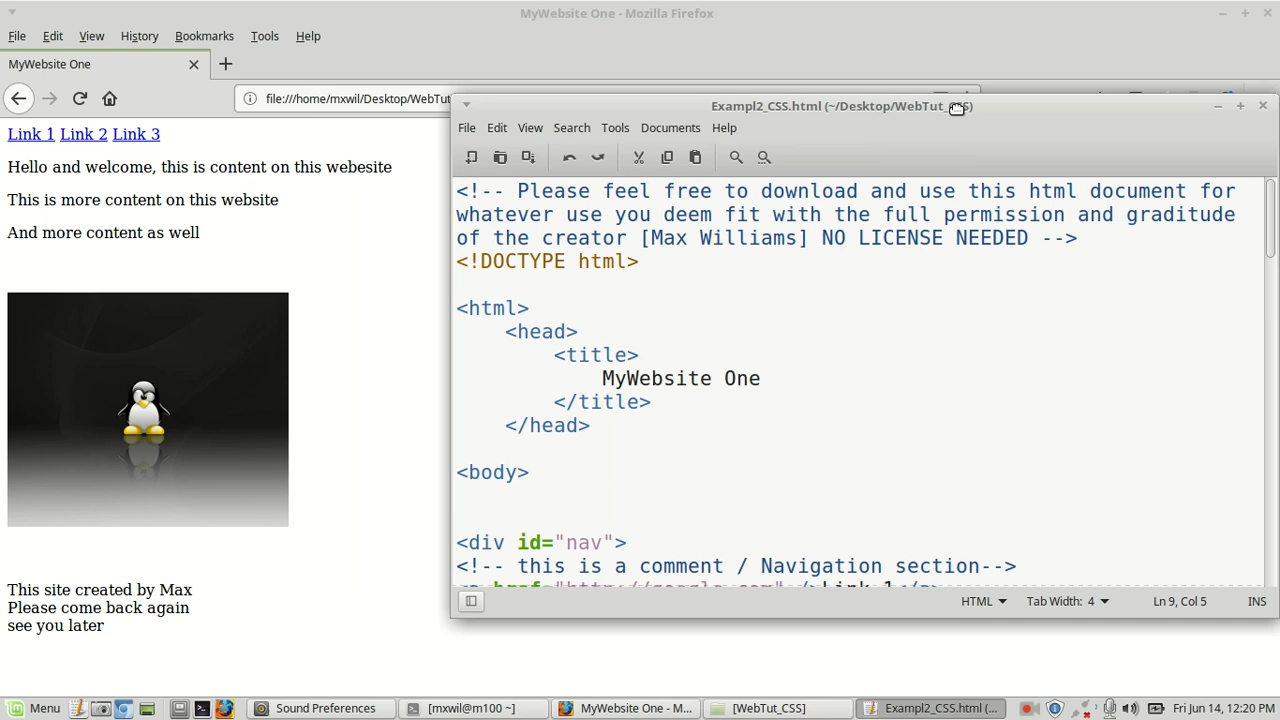 MyWebsite One - Mozilla Firefox
File Edit View History Bookmarks Tools Help
MyWebsite One
file:///home/mxwil/Desktop/WebTut
Link 1 Link 2 Link 3
Hello and welcome, this is content on this webesite
This is more content on this website
And more content as well
This site created by Max
Please come back again
see you later
Exampl2_CSS.html (~/Desktop/WebTut_CSS)
File Edit View Search Tools Documents Help
<!-- Please feel free to download and use this html document for
whatever use you deem fit with the full permission and graditude
of the creator [Max Williams] NO LICENSE NEEDED -->
<!DOCTYPE html>
<html>
<head>
<title>
MyWebsite One
</title>
</head>
<body>
<div id="nav">
<!-- this is a comment / Navigation section-->
HTML Tab Width: 4 Ln 9, Col 5 INS
Menu Sound Preferences [mxwil@m100 ~] MyWebsite One - M... [WebTut_CSS] Exampl2_CSS.html (... Fri Jun 14, 12:20 PM